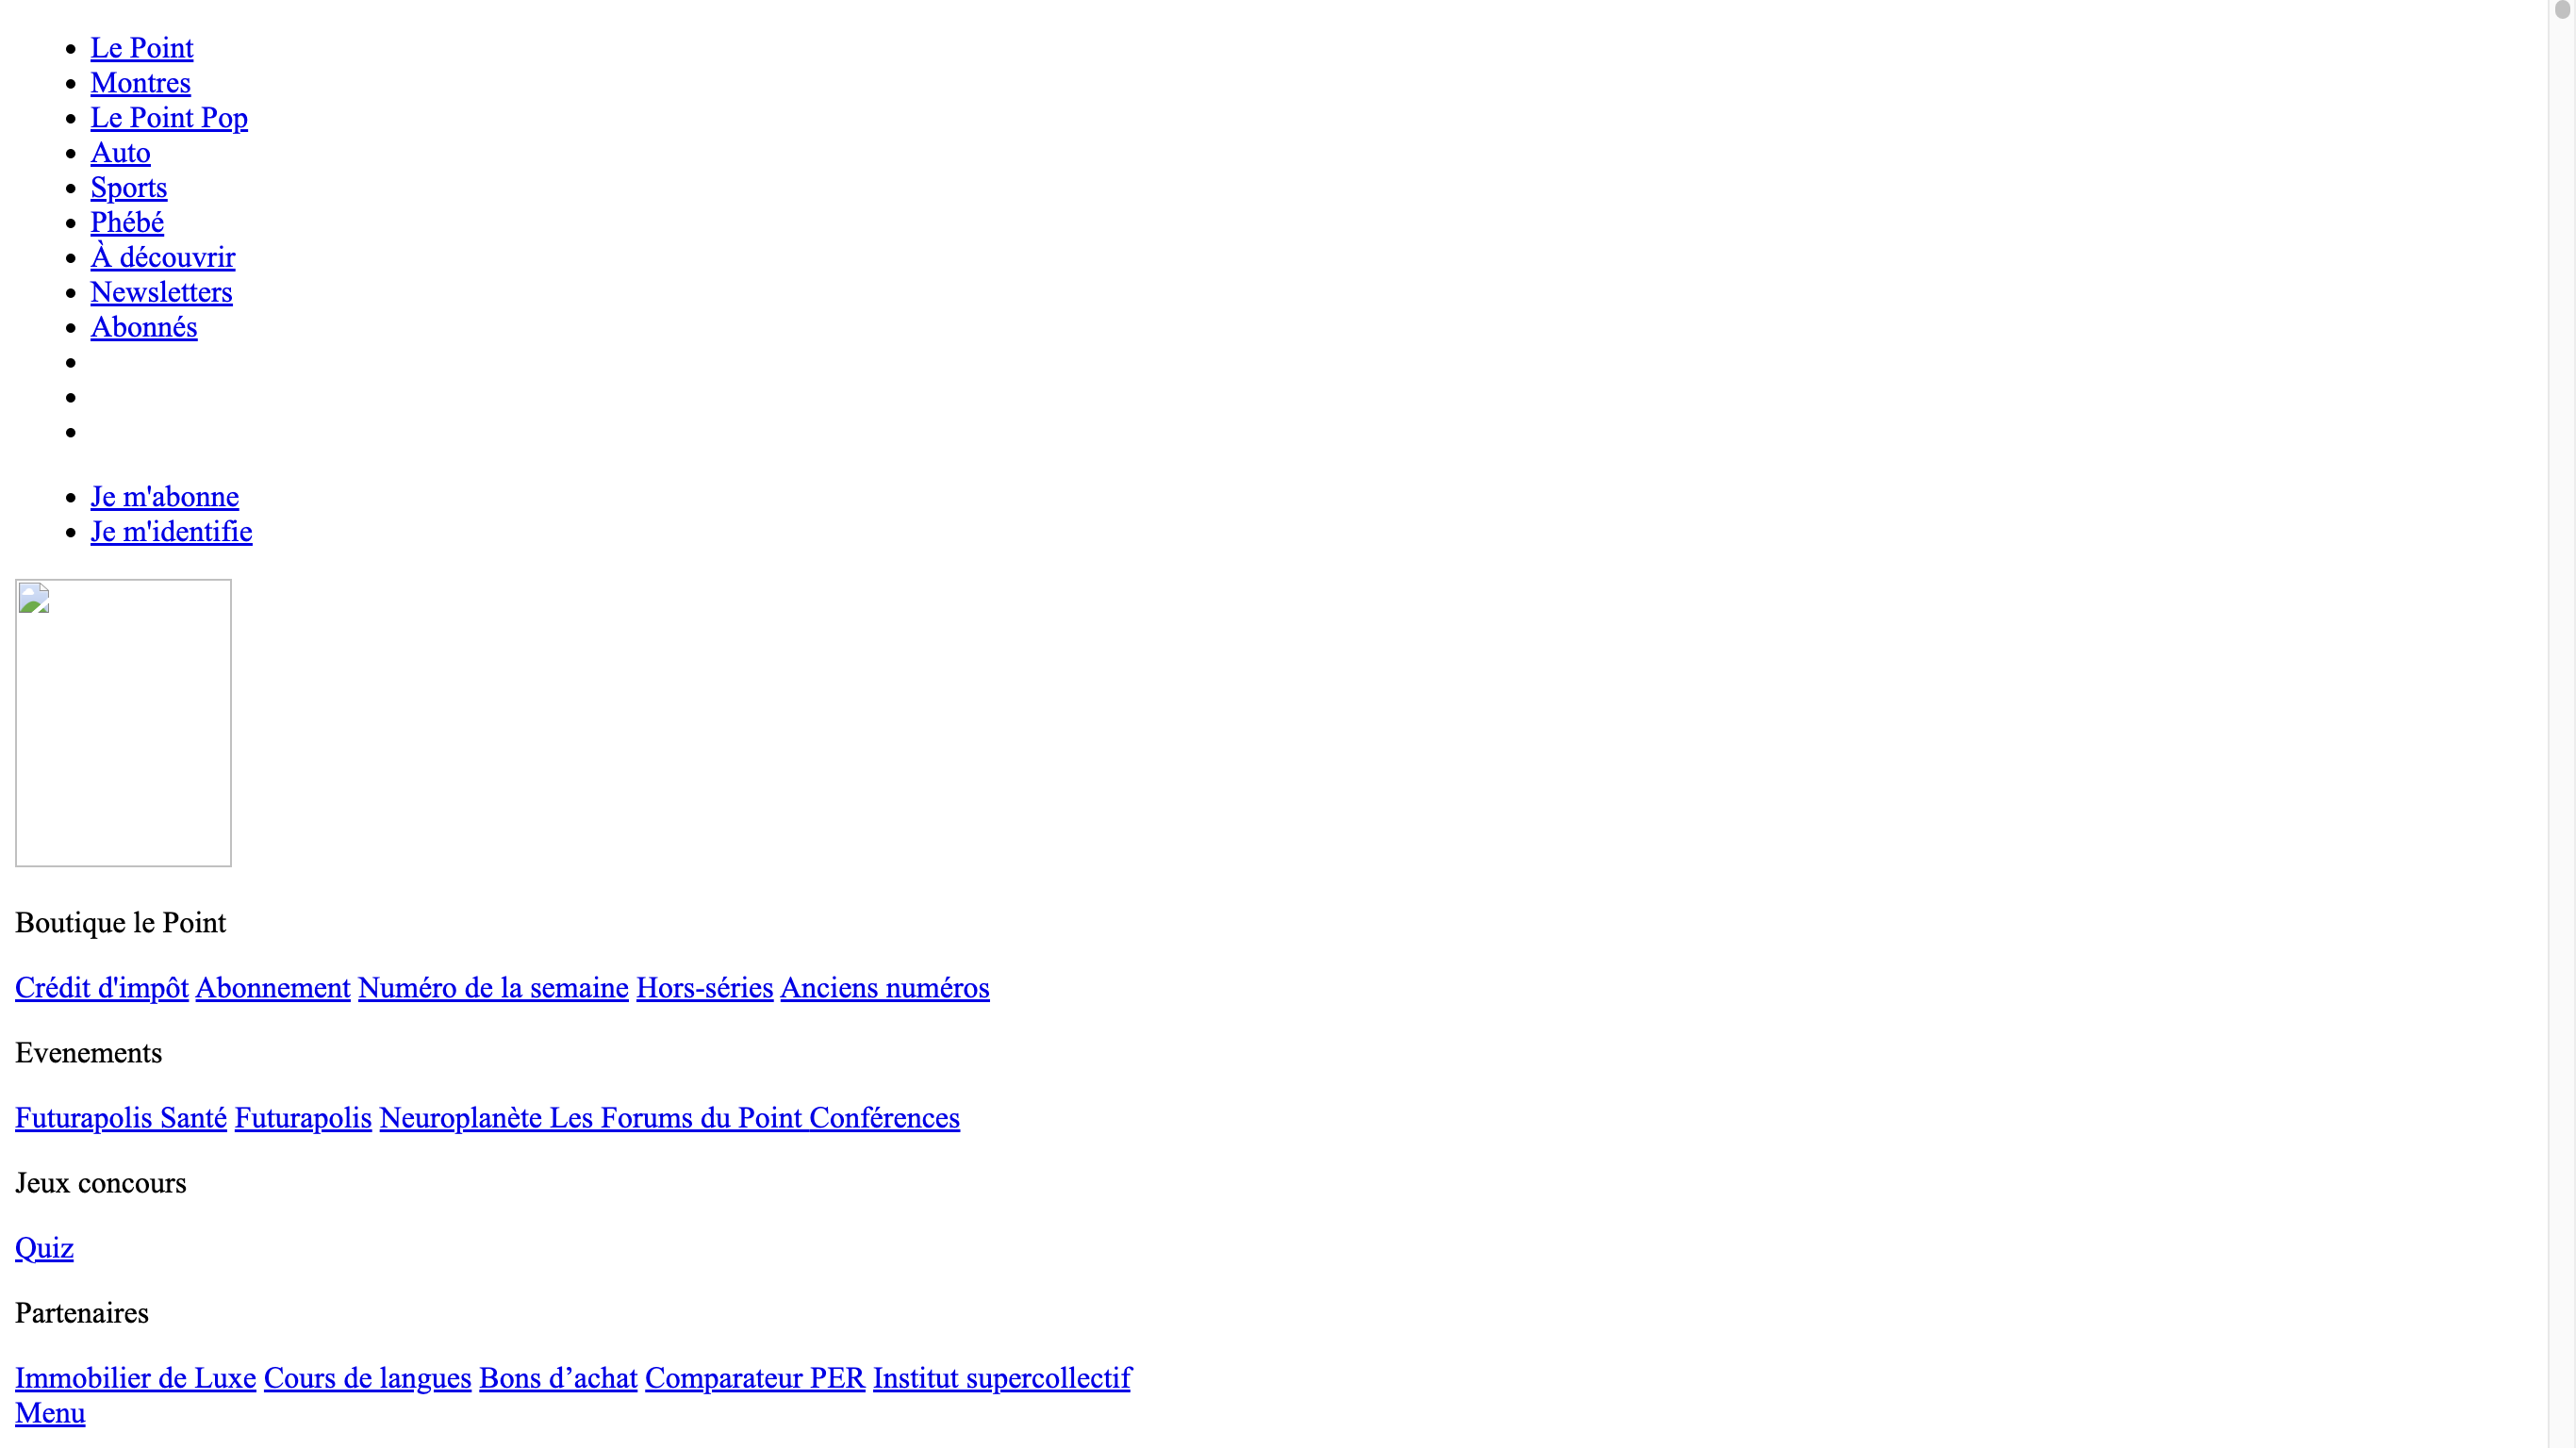 Le Point
Montres
Le Point Pop
Auto
Sports
Phébé
À découvrir
Newsletters
Abonnés
Je m'abonne
Je m'identifie
Boutique le Point
Crédit d'impôt Abonnement Numéro de la semaine Hors-séries Anciens numéros
Evenements
Futurapolis Santé Futurapolis Neuroplanète Les Forums du Point Conférences
Jeux concours
Quiz
Partenaires
Immobilier de Luxe Cours de langues Bons d’achat Comparateur PER Institut supercollectif
Menu